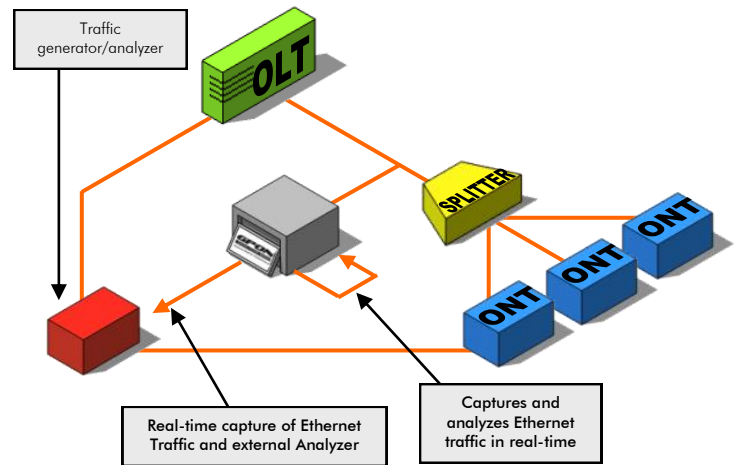 Traffic
generator/analyzer
OLT
SPLITTER
GPON
ONT
ONT
ONT
Real-time capture of Ethernet
Traffic and external Analyzer
Captures and
analyzes Ethernet
traffic in real-time